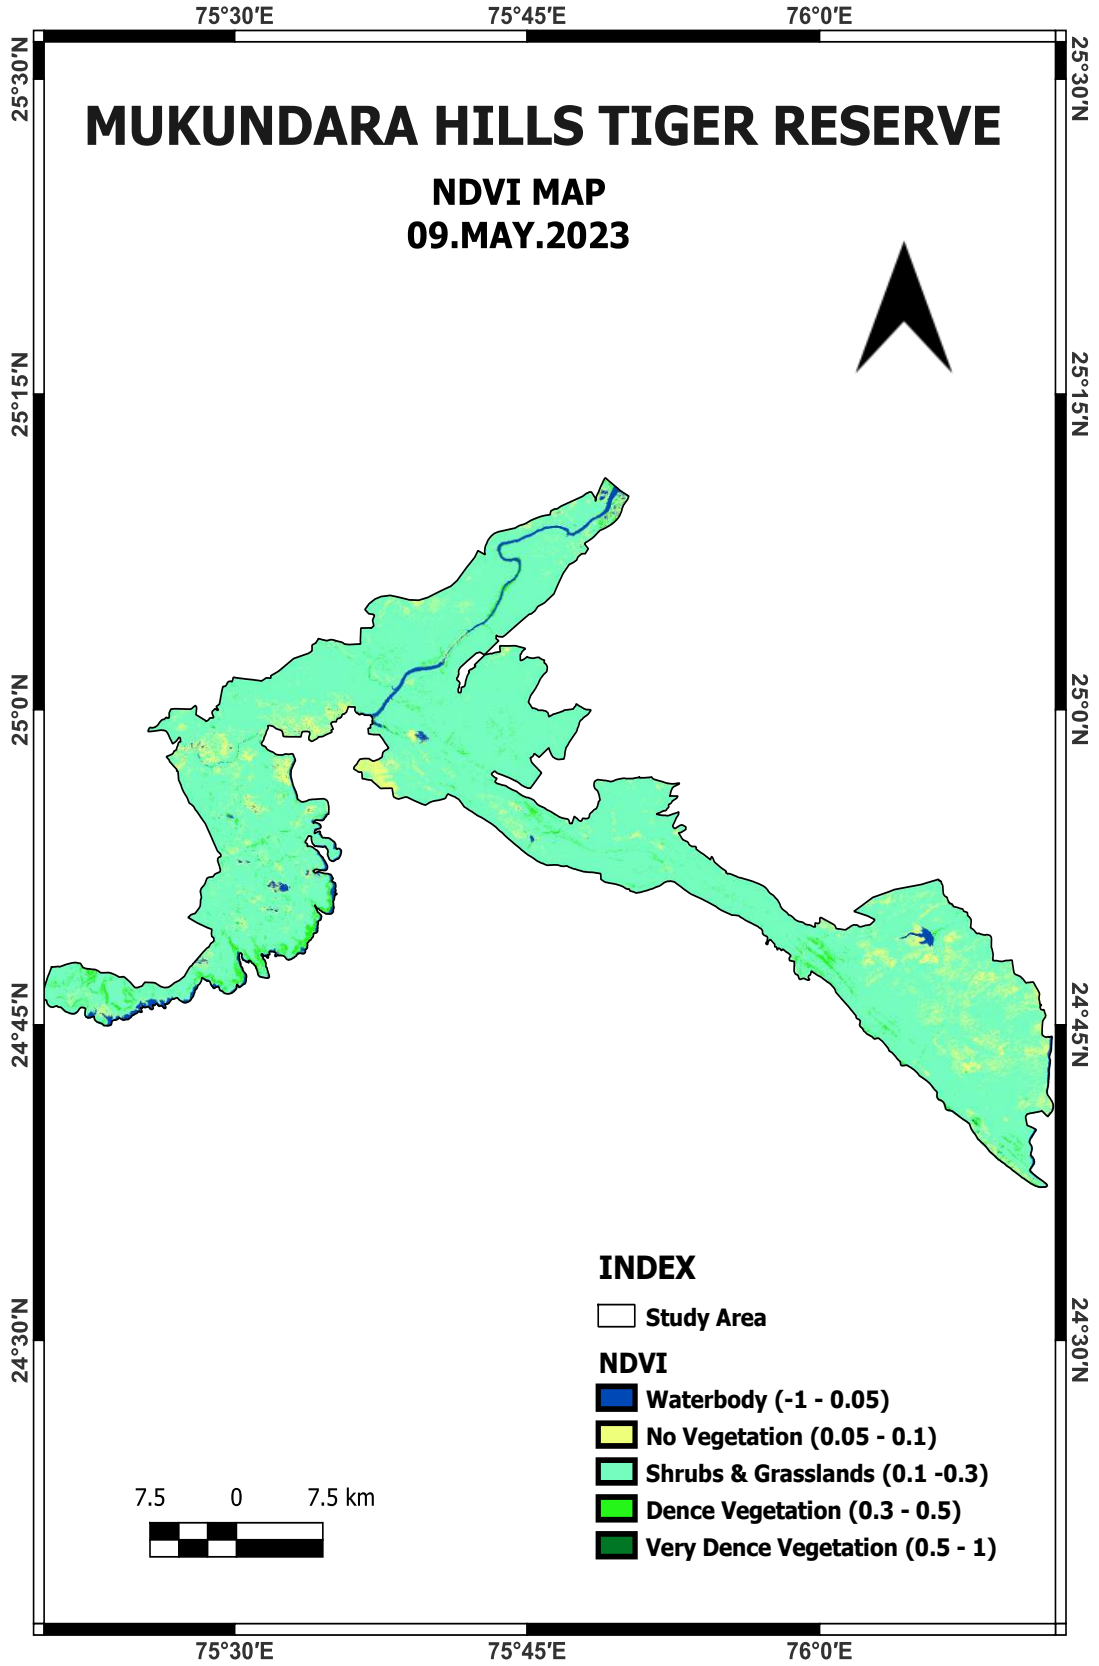 75°30'E 75°45'E 76°0'E
25°30'N 25°30'N
MUKUNDARA HILLS TIGER RESERVE
NDVI MAP
09.MAY.2023
25°15'N 25°15'N
25°0'N 25°0'N
24°45'N 24°45'N
INDEX
Study Area
24°30'N 24°30'N
NDVI
Waterbody (-1 - 0.05)
No Vegetation (0.05 - 0.1)
Shrubs & Grasslands (0.1 -0.3)
Dence Vegetation (0.3 - 0.5)
Very Dence Vegetation (0.5 - 1)
7.5 0 7.5 km
75°30'E 75°45'E 76°0'E